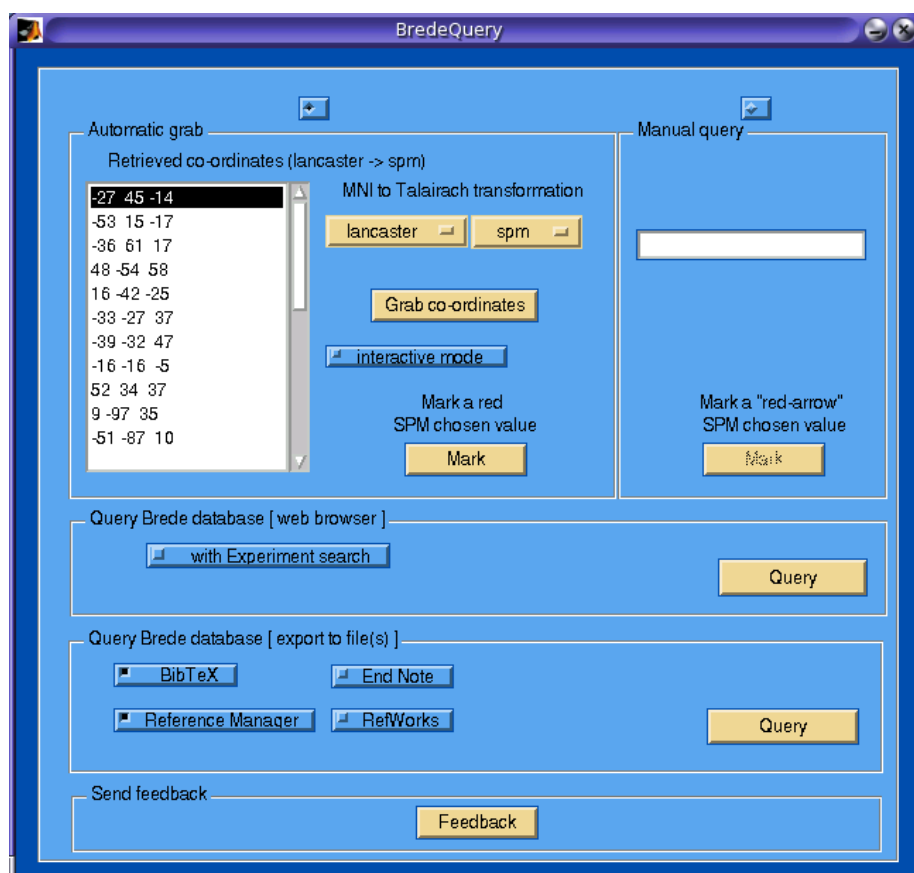 BredeQuery
Automatic grab
Manual query
Retrieved co-ordinates (lancaster -> spm)
-27 45 -14
-53 15 -17
-36 61 17
48 -54 58
16 -42 -25
-33 -27 37
-39 -32 47
-16 -16 -5
52 34 37
9 -97 35
-51 -87 10
MNI to Talairach transformation
lancaster
spm
Grab co-ordinates
interactive mode
Mark a red
SPM chosen value
Mark
Mark a "red-arrow"
SPM chosen value
Mark
Query Brede database [ web browser ]
with Experiment search
Query
Query Brede database [ export to file(s) ]
BibTeX
End Note
Reference Manager
RefWorks
Query
Send feedback
Feedback